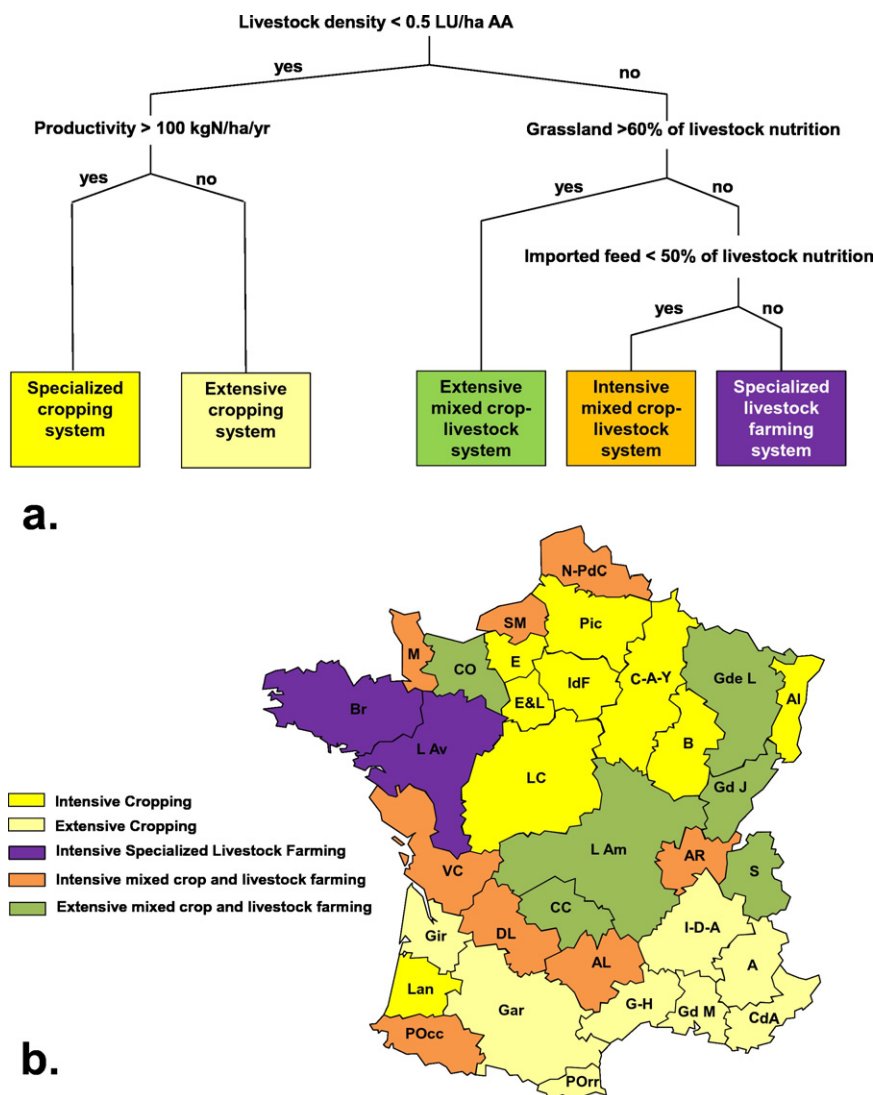 Livestock density < 0.5 LU/ha AA
yes
no
Productivity > 100 kgN/ha/yr
Grassland >60% of livestock nutrition
yes
no
yes
no
Imported feed < 50% of livestock nutrition
yes
no
Specialized
cropping
system
Extensive
cropping
system
Extensive
mixed crop-
livestock
system
Intensive
mixed crop-
livestock
system
Specialized
livestock
farming
system
a.
N-PdC
SM
Pic
M
CO
E
IdF
C-A-Y
Gde L
Al
E&L
Br
L Av
B
LC
Gd J
Intensive Cropping
Extensive Cropping
Intensive Specialized Livestock Farming
Intensive mixed crop and livestock farming
Extensive mixed crop and livestock farming
L Am
AR
S
VC
CC
DL
I-D-A
Gir
AL
A
Lan
Gar
G-H
Gd M
CdA
POcc
POrr
b.